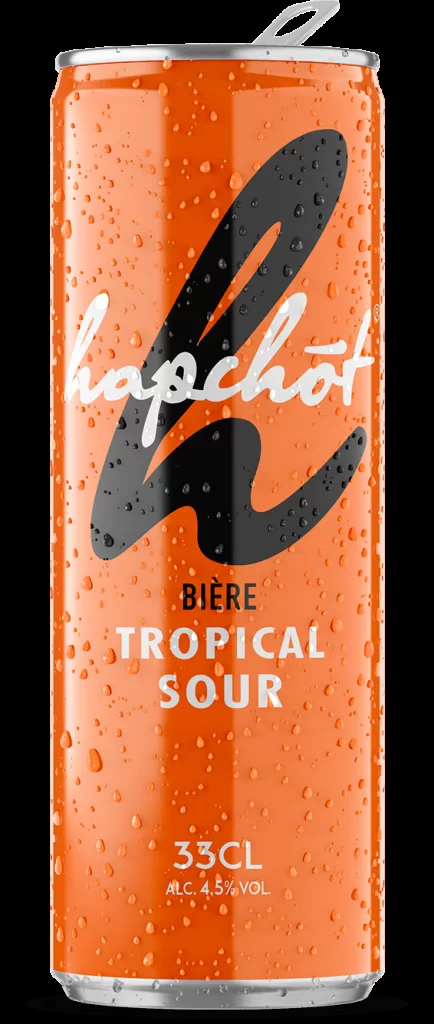 hapchōt®
BIÈRE
TROPICAL
SOUR
33CL
ALC. 4,5% VOL.